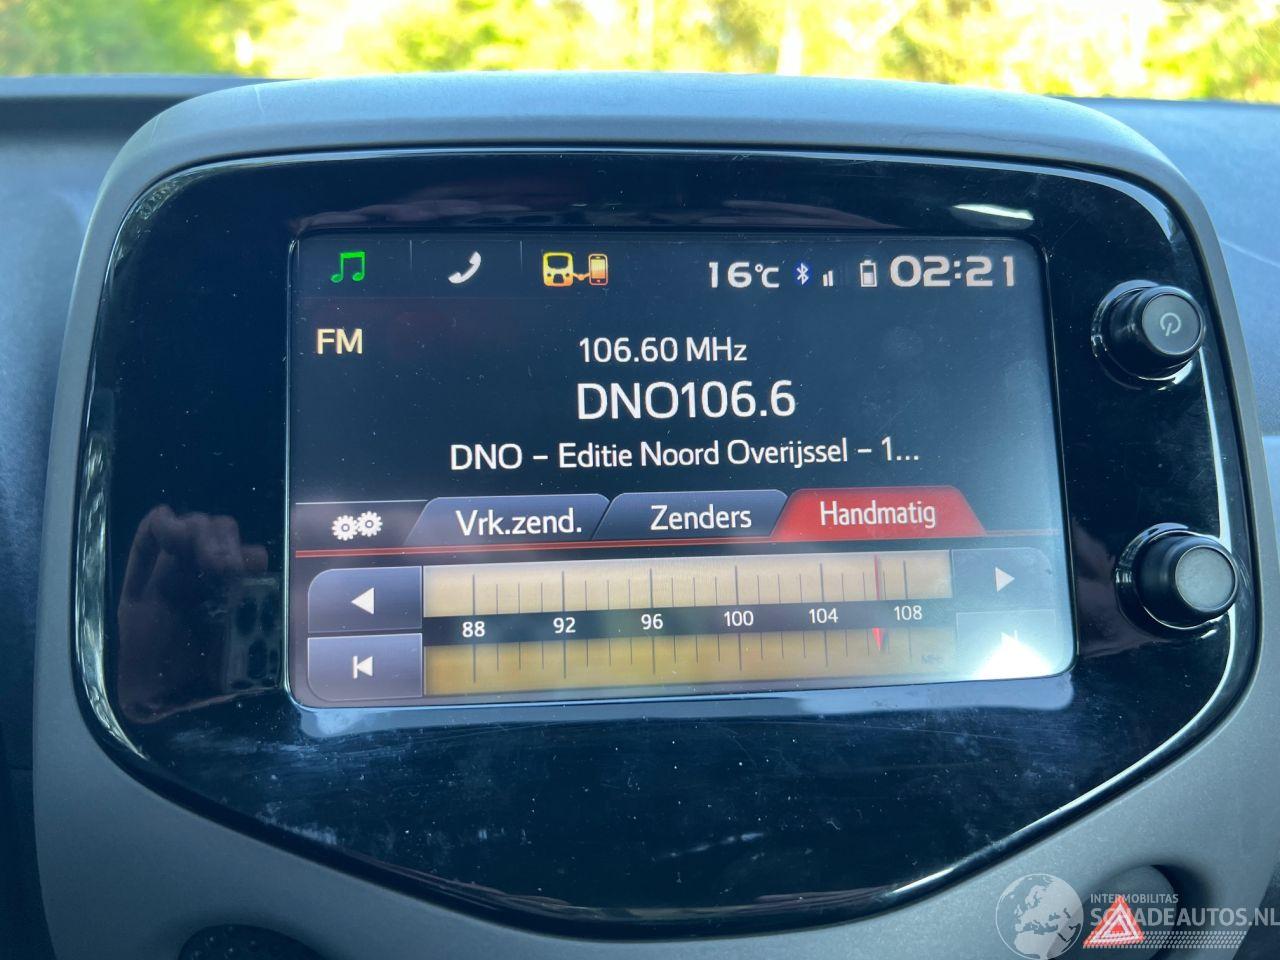 16°C 02:21
FM
106.60 MHz
DNO106.6
DNO - Editie Noord Overijssel - 1...
Vrk.zend. Zenders Handmatig
88 92 96 100 104 108
MHz
INTERMOBILITAS
SCHADEAUTOS.NL